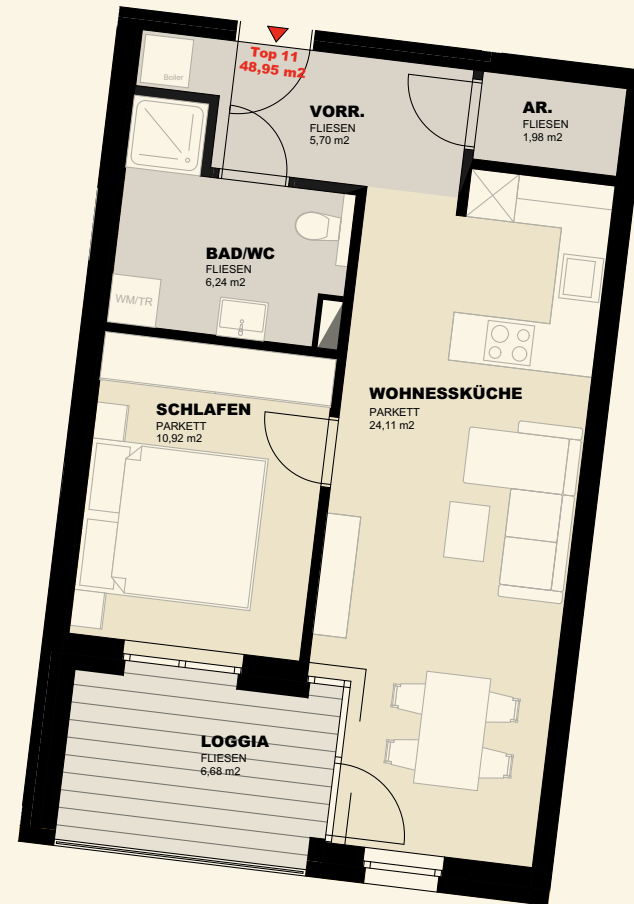 Top 11
48,95 m2
Boiler
VORR.
FLIESEN
5,70 m2
AR.
FLIESEN
1,98 m2
BAD/WC
FLIESEN
6,24 m2
WM/TR
WOHNESSKÜCHE
PARKETT
24,11 m2
SCHLAFEN
PARKETT
10,92 m2
LOGGIA
FLIESEN
6,68 m2